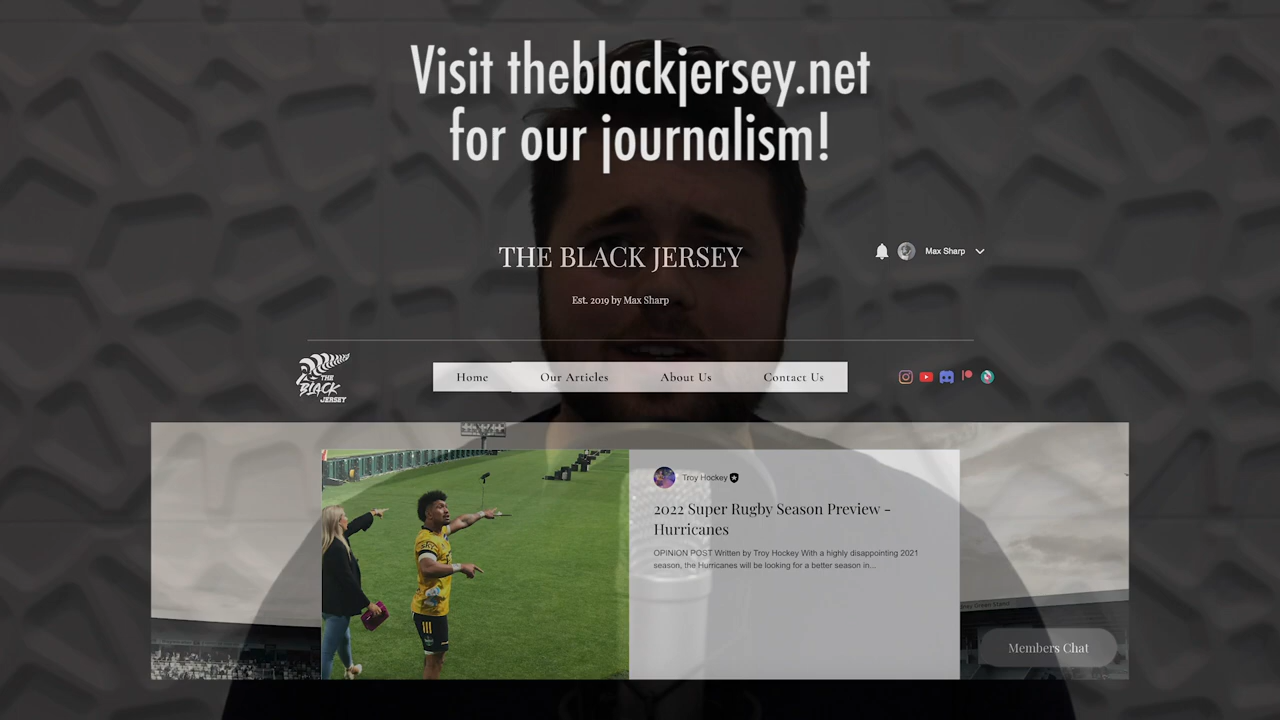 Visit theblackjersey.net
for our journalism!
THE BLACK JERSEY
Max Sharp
Est. 2019 by Max Sharp
THE
BLACK
JERSEY
Home
Our Articles
About Us
Contact Us
Troy Hockey
2022 Super Rugby Season Preview -
Hurricanes
OPINION POST Written by Troy Hockey With a highly disappointing 2021
season, the Hurricanes will be looking for a better season in...
Members Chat